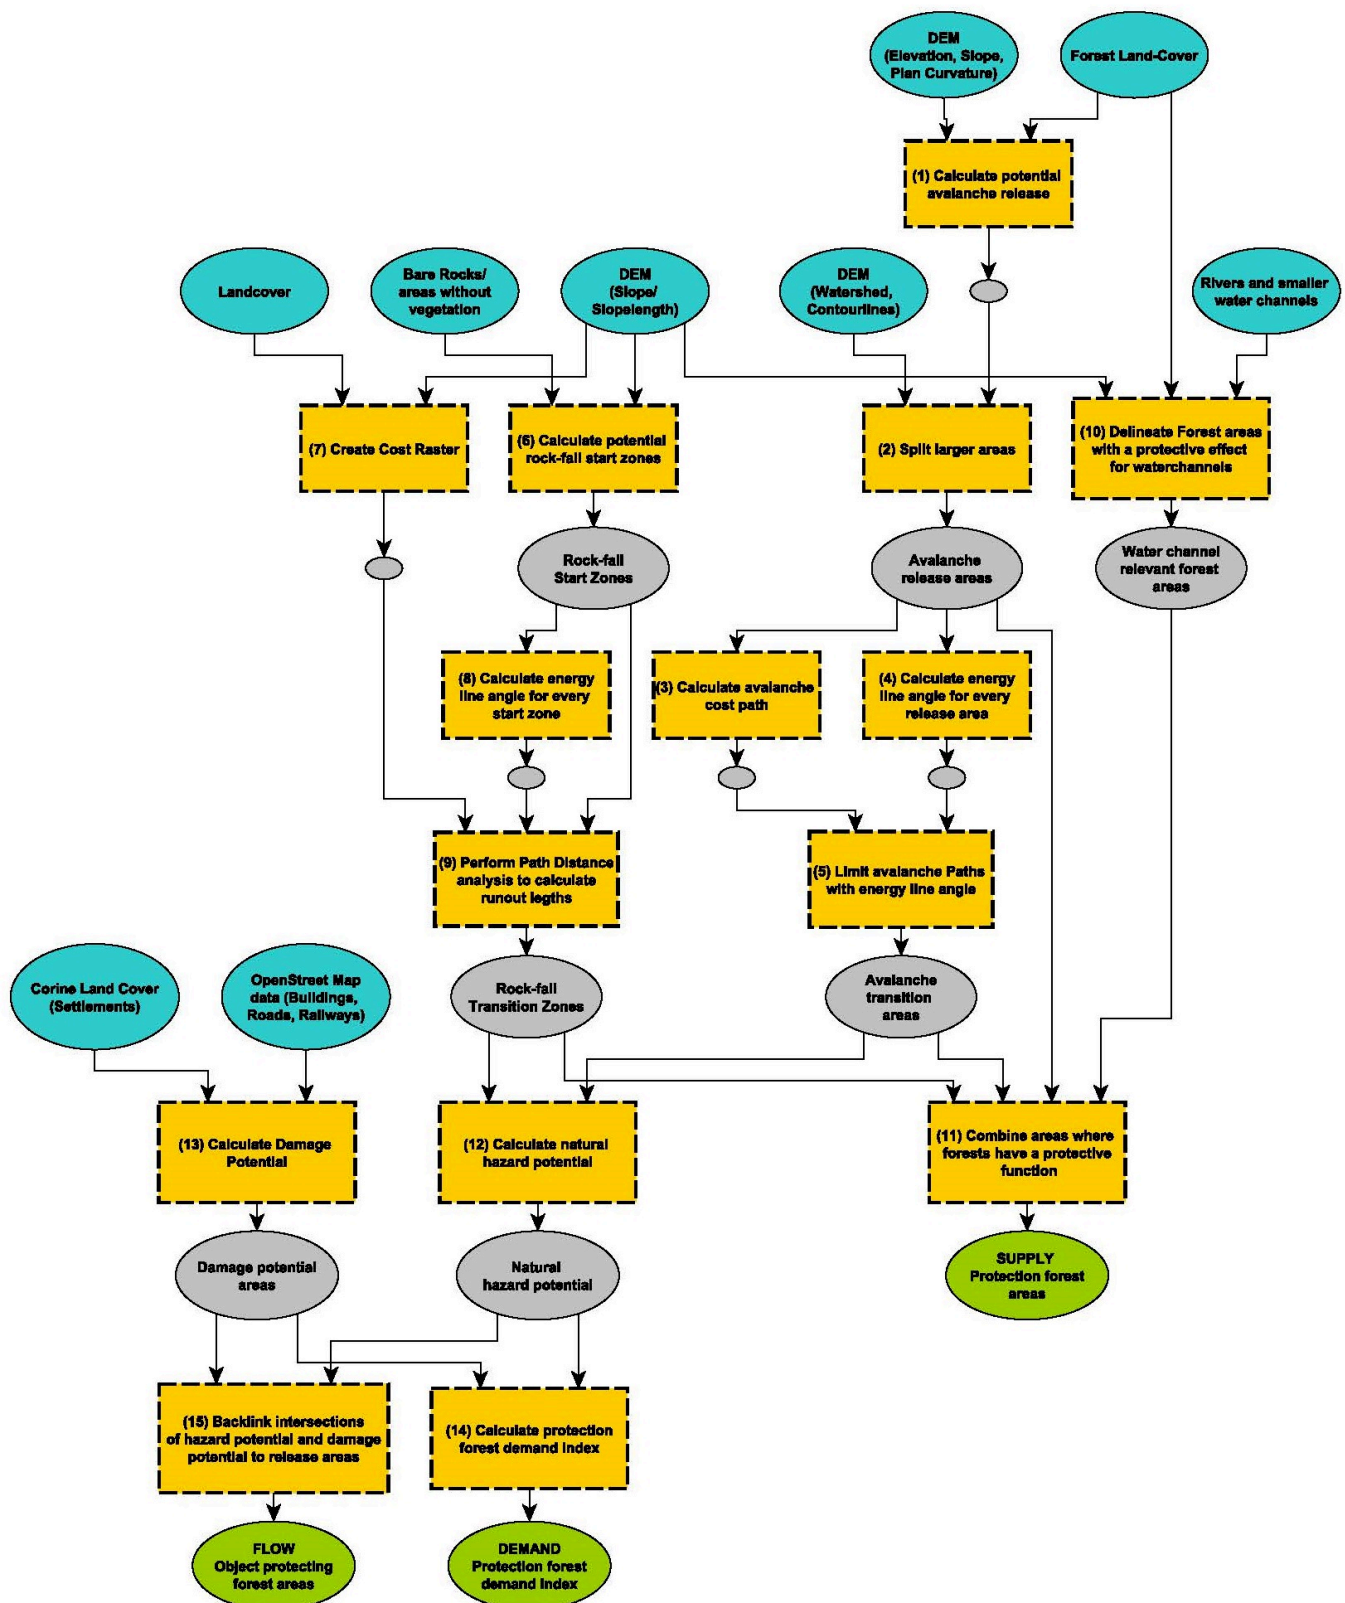 DEM
(Elevation, Slope,
Plan Curvature)
Forest Land-Cover
(1) Calculate potential
avalanche release
Landcover
Bare Rocks/
areas without
vegetation
DEM
(Slope/
Slopelength)
DEM
(Watershed,
Contourlines)
Rivers and smaller
water channels
(7) Create Cost Raster
(6) Calculate potential
rock-fall start zones
(2) Split larger areas
(10) Delineate Forest areas
with a protective effect
for waterchannels
Rock-fall
Start Zones
Avalanche
release areas
Water channel
relevant forest
areas
(8) Calculate energy
line angle for every
start zone
(3) Calculate avalanche
cost path
(4) Calculate energy
line angle for every
release area
(9) Perform Path Distance
analysis to calculate
runout legths
(5) Limit avalanche Paths
with energy line angle
Corine Land Cover
(Settlements)
OpenStreet Map
data (Buildings,
Roads, Railways)
Rock-fall
Transition Zones
Avalanche
transition
areas
(13) Calculate Damage
Potential
(12) Calculate natural
hazard potential
(11) Combine areas where
forests have a protective
function
Damage potential
areas
Natural
hazard potential
SUPPLY
Protection forest
areas
(15) Backlink intersections
of hazard potential and damage
potential to release areas
(14) Calculate protection
forest demand index
FLOW
Object protecting
forest areas
DEMAND
Protection forest
demand index